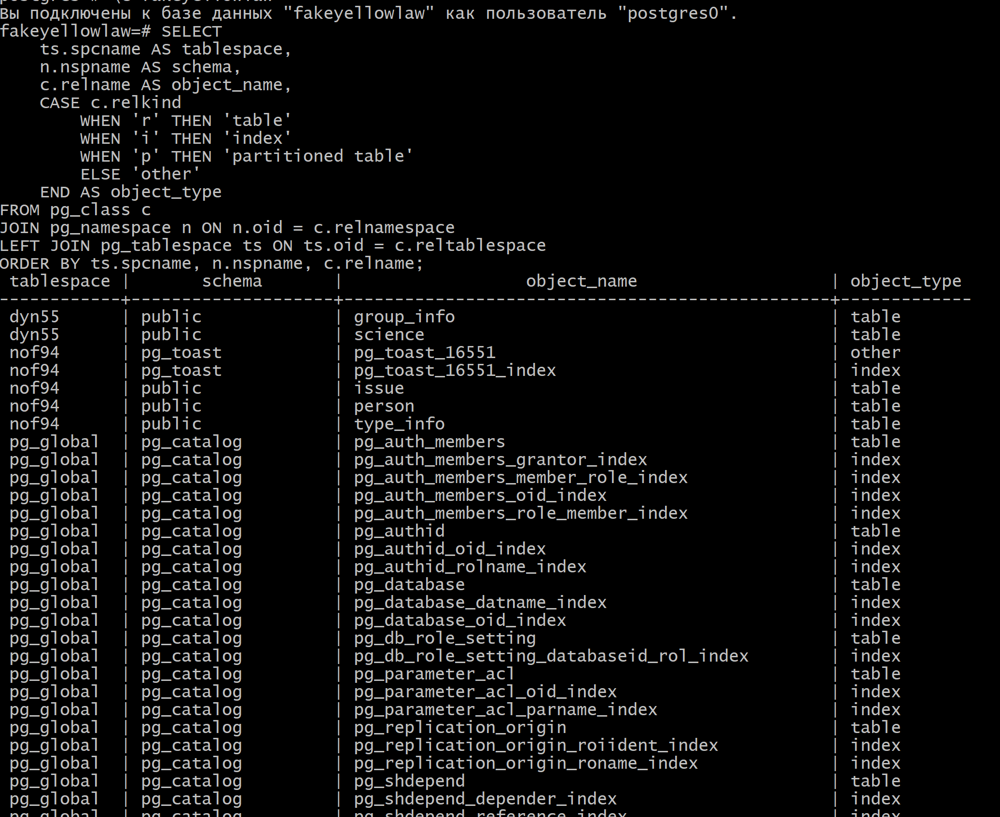 Вы подключены к базе данных "fakeyellowlaw" как пользователь "postgres0".
fakeyellowlaw=# SELECT
    ts.spcname AS tablespace,
    n.nspname AS schema,
    c.relname AS object_name,
    CASE c.relkind
        WHEN 'r' THEN 'table'
        WHEN 'i' THEN 'index'
        WHEN 'p' THEN 'partitioned table'
        ELSE 'other'
    END AS object_type
FROM pg_class c
JOIN pg_namespace n ON n.oid = c.relnamespace
LEFT JOIN pg_tablespace ts ON ts.oid = c.reltablespace
ORDER BY ts.spcname, n.nspname, c.relname;
 tablespace |       schema       |                  object_name                   | object_type
------------+--------------------+------------------------------------------------+-------------
 dyn55      | public             | group_info                                     | table
 dyn55      | public             | science                                        | table
 nof94      | pg_toast           | pg_toast_16551                                 | other
 nof94      | pg_toast           | pg_toast_16551_index                           | index
 nof94      | public             | issue                                          | table
 nof94      | public             | person                                         | table
 nof94      | public             | type_info                                      | table
 pg_global  | pg_catalog         | pg_auth_members                                | table
 pg_global  | pg_catalog         | pg_auth_members_grantor_index                  | index
 pg_global  | pg_catalog         | pg_auth_members_member_role_index              | index
 pg_global  | pg_catalog         | pg_auth_members_oid_index                      | index
 pg_global  | pg_catalog         | pg_auth_members_role_member_index              | index
 pg_global  | pg_catalog         | pg_authid                                      | table
 pg_global  | pg_catalog         | pg_authid_oid_index                            | index
 pg_global  | pg_catalog         | pg_authid_rolname_index                        | index
 pg_global  | pg_catalog         | pg_database                                    | table
 pg_global  | pg_catalog         | pg_database_datname_index                      | index
 pg_global  | pg_catalog         | pg_database_oid_index                          | index
 pg_global  | pg_catalog         | pg_db_role_setting                             | table
 pg_global  | pg_catalog         | pg_db_role_setting_databaseid_rol_index        | index
 pg_global  | pg_catalog         | pg_parameter_acl                               | table
 pg_global  | pg_catalog         | pg_parameter_acl_oid_index                     | index
 pg_global  | pg_catalog         | pg_parameter_acl_parname_index                 | index
 pg_global  | pg_catalog         | pg_replication_origin                          | table
 pg_global  | pg_catalog         | pg_replication_origin_roiident_index           | index
 pg_global  | pg_catalog         | pg_replication_origin_roname_index             | index
 pg_global  | pg_catalog         | pg_shdepend                                    | table
 pg_global  | pg_catalog         | pg_shdepend_depender_index                     | index
 pg_global  | pg_catalog         | pg_shdepend_reference_index                    | index